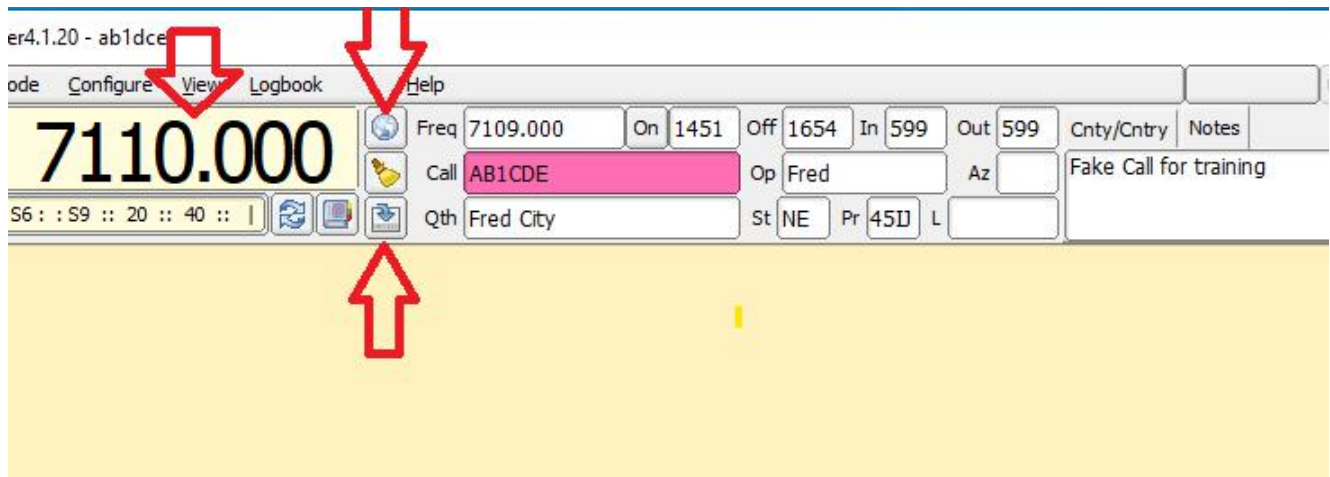 er4.1.20 - ab1dce
ode Configure View Logbook Help
7110.000
Freq 7109.000 On 1451 Off 1654 In 599 Out 599 Cnty/Cntry Notes
Call AB1CDE Op Fred Az Fake Call for training
S6: :S9 :: 20 :: 40 :: | Qth Fred City St NE Pr L